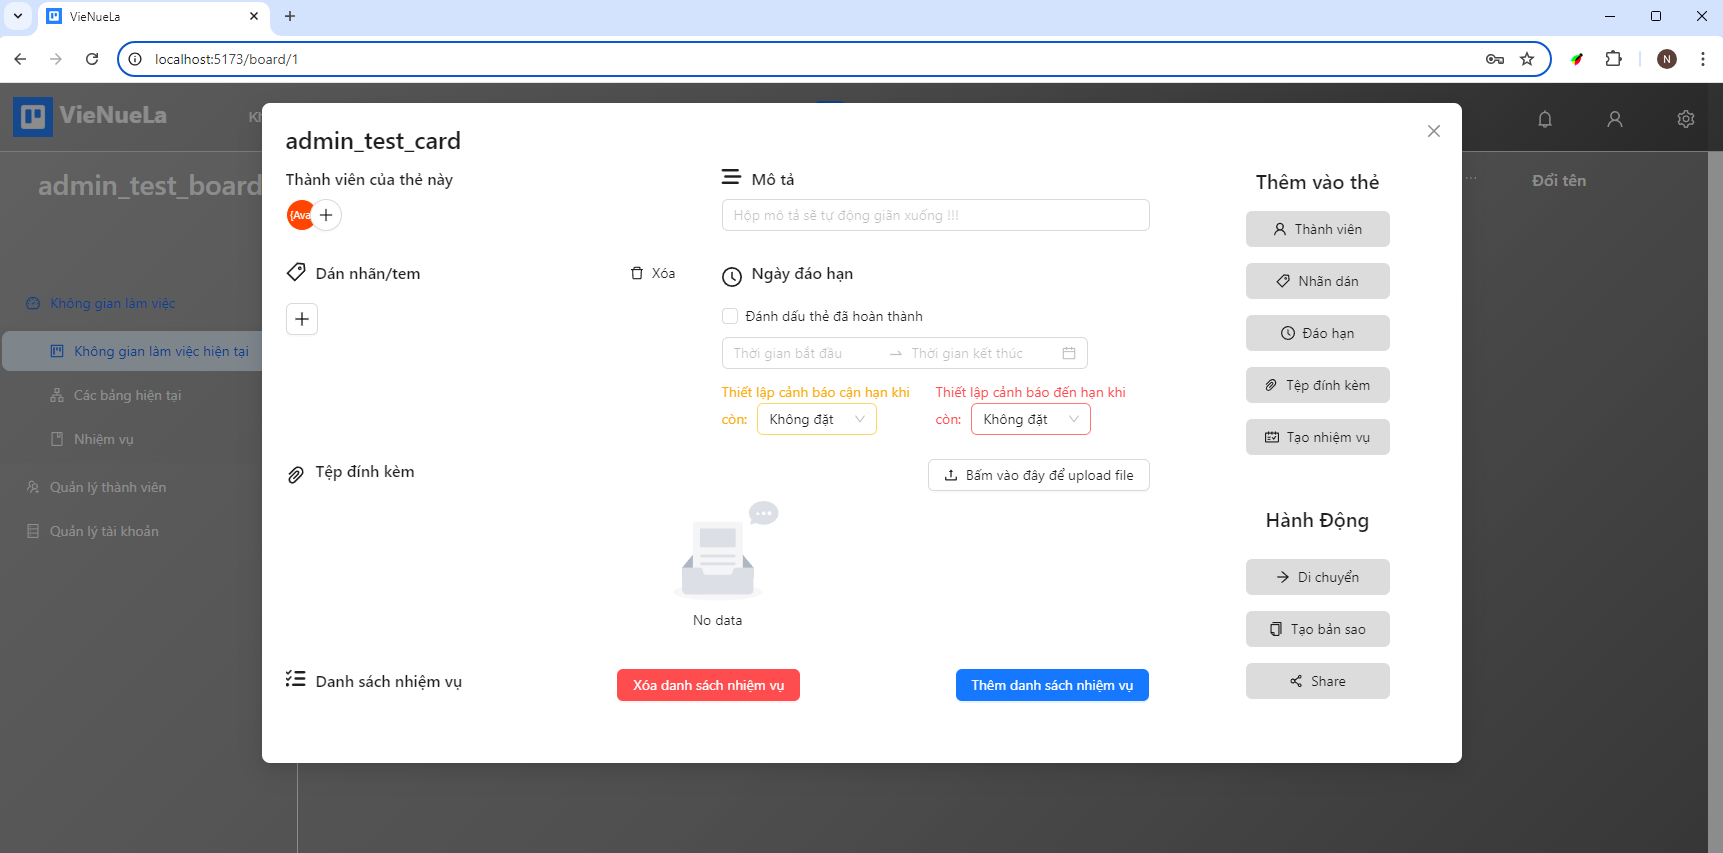 VieNueLa
localhost:5173/board/1
N
VieNueLa
Kh
admin_test_board
Đổi tên
Không gian làm việc
Không gian làm việc hiện tại
Các bảng hiện tại
Nhiệm vụ
Quản lý thành viên
Quản lý tài khoản
admin_test_card
Thành viên của thẻ này
{Ava
Dán nhãn/tem
Xóa
Mô tả
Hộp mô tả sẽ tự động giãn xuống !!!
Ngày đáo hạn
Đánh dấu thẻ đã hoàn thành
Thời gian bắt đầu
Thời gian kết thúc
Thiết lập cảnh báo cận hạn khi
còn:
Không đặt
Thiết lập cảnh báo đến hạn khi
còn:
Không đặt
Tệp đính kèm
Bấm vào đây để upload file
No data
Danh sách nhiệm vụ
Xóa danh sách nhiệm vụ
Thêm danh sách nhiệm vụ
Thêm vào thẻ
Thành viên
Nhãn dán
Đáo hạn
Tệp đính kèm
Tạo nhiệm vụ
Hành Động
Di chuyển
Tạo bản sao
Share